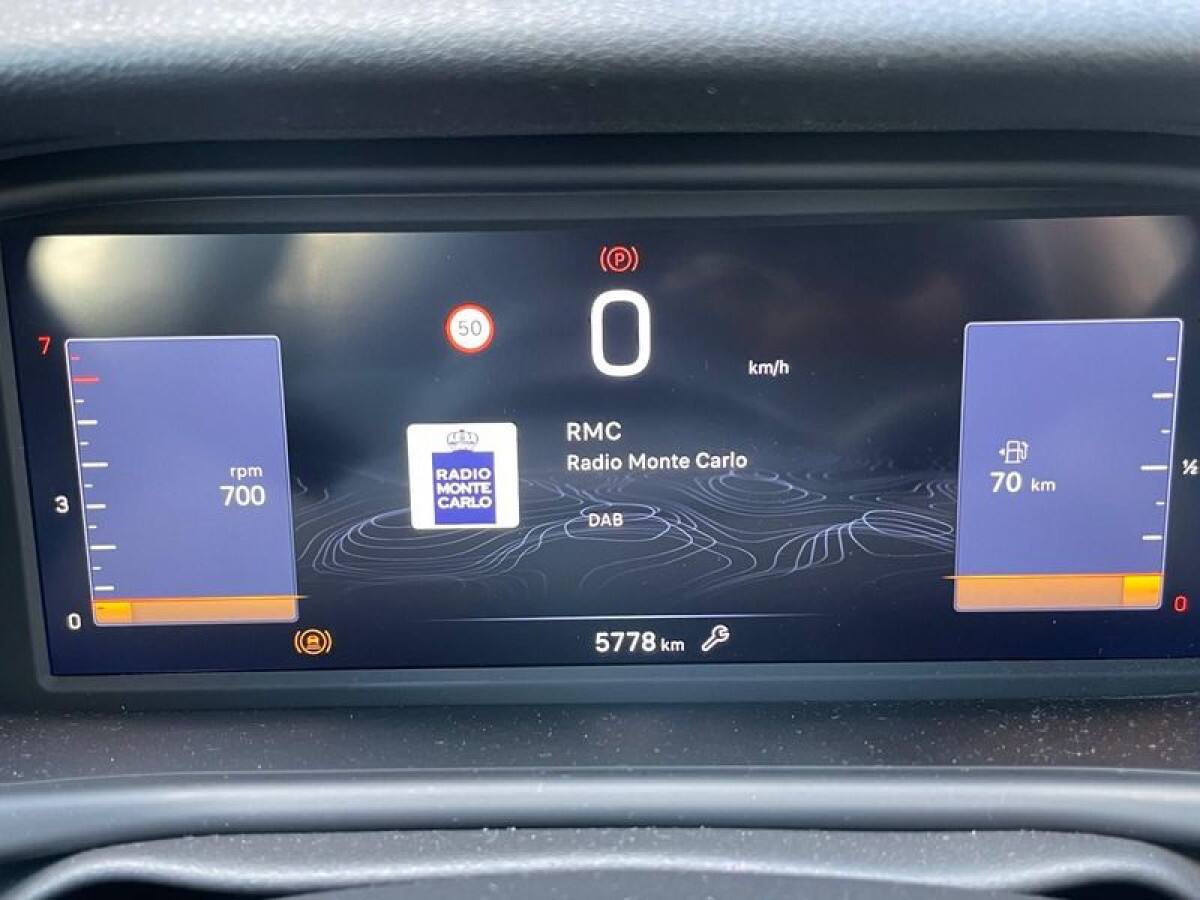 P
0
50
km/h
7
3
0
rpm
700
RADIO
MONTE
CARLO
RMC
Radio Monte Carlo
DAB
70 km
½
0
5778 km